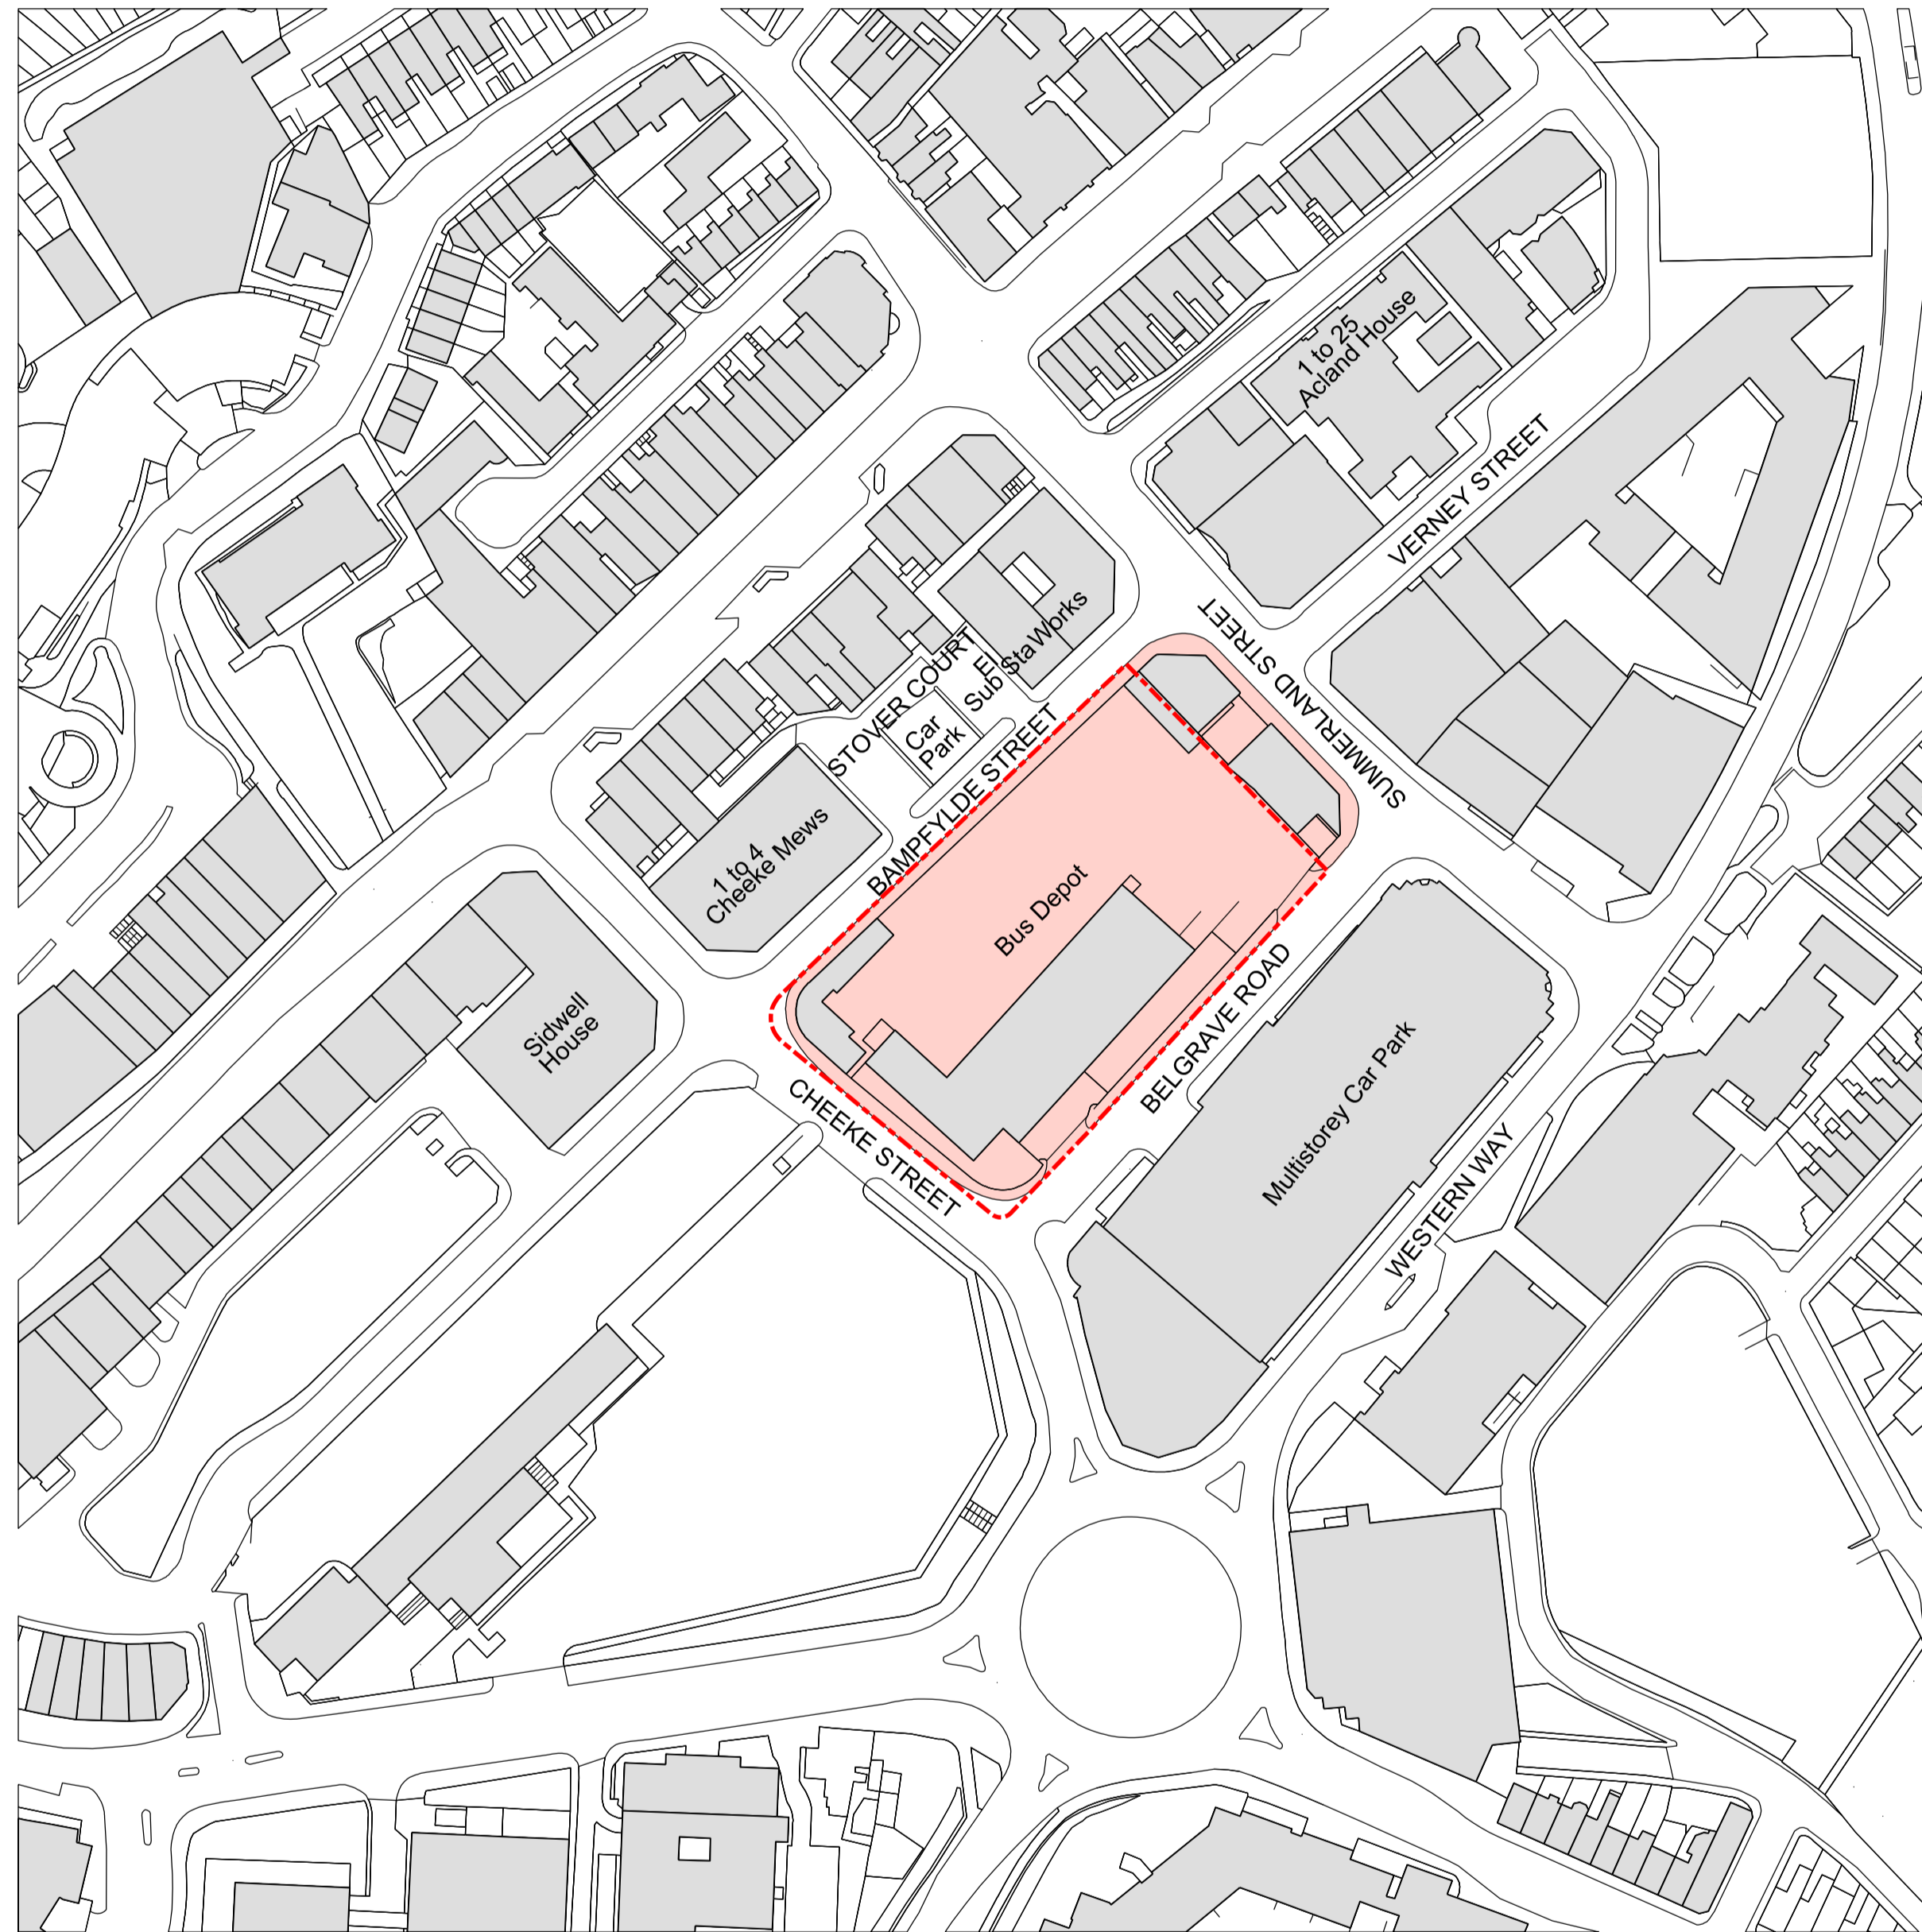 1 to 25
Acland House
VERNEY STREET
SUMMERLAND STREET
El
Sub Sta
Works
STOVER COURT
Car
Park
BAMPFYLDE STREET
1 to 4
Cheeke Mews
Bus Depot
BELGRAVE ROAD
Sidwell
House
CHEEKE STREET
Multistorey Car Park
WESTERN WAY